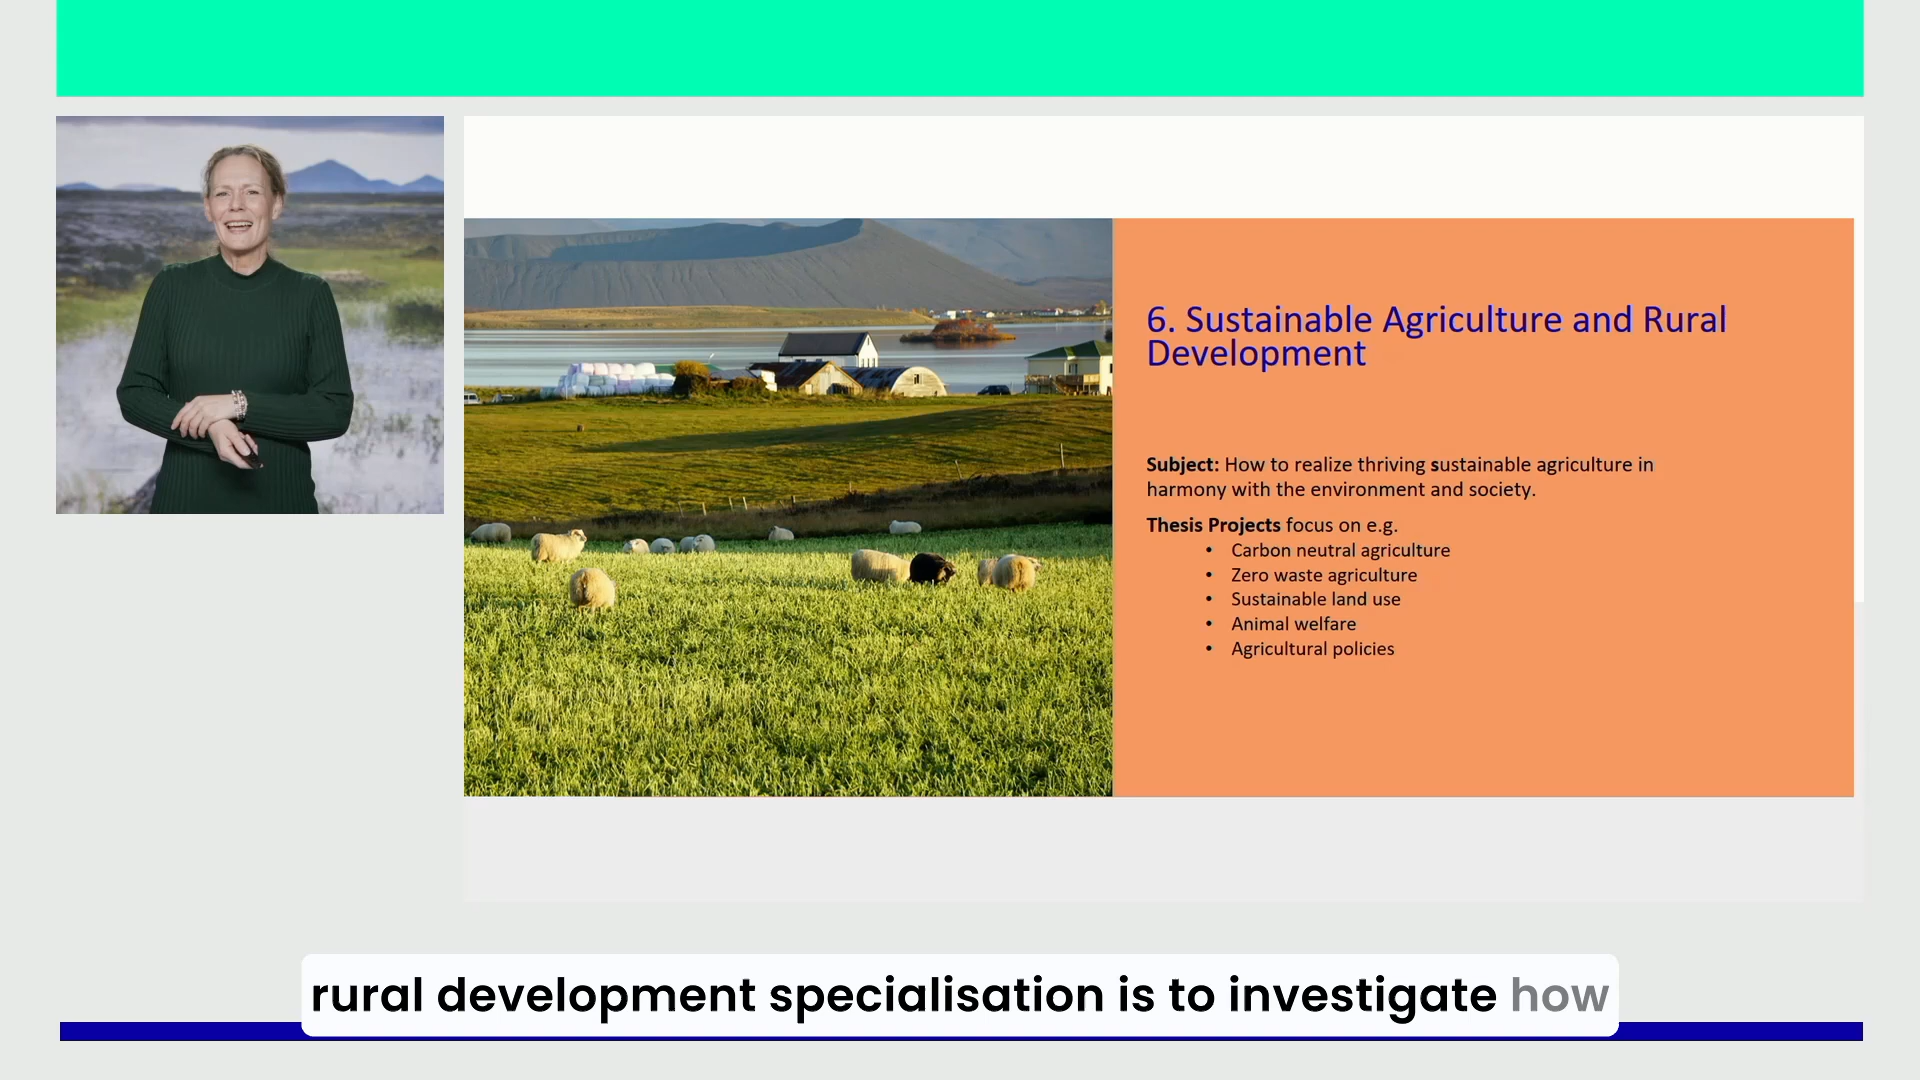 6. Sustainable Agriculture and Rural
Development
Subject: How to realize thriving sustainable agriculture in
harmony with the environment and society.
Thesis Projects focus on e.g.
• Carbon neutral agriculture
• Zero waste agriculture
• Sustainable land use
• Animal welfare
• Agricultural policies
rural development specialisation is to investigate how